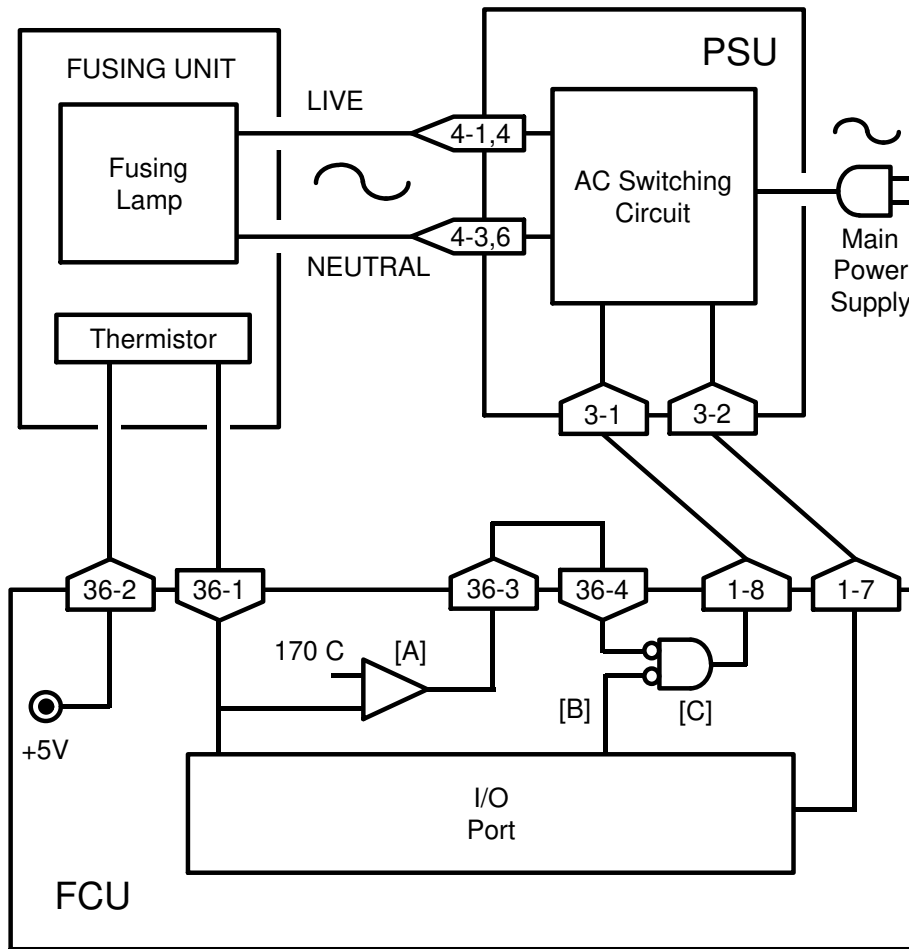 FUSING UNIT
PSU
LIVE
4-1,4
Fusing
Lamp
AC Switching
Circuit
4-3,6
NEUTRAL
Main
Power
Supply
Thermistor
3-1
3-2
36-2
36-1
36-3
36-4
1-8
1-7
170 C
[A]
[B]
[C]
+5V
I/O
Port
FCU